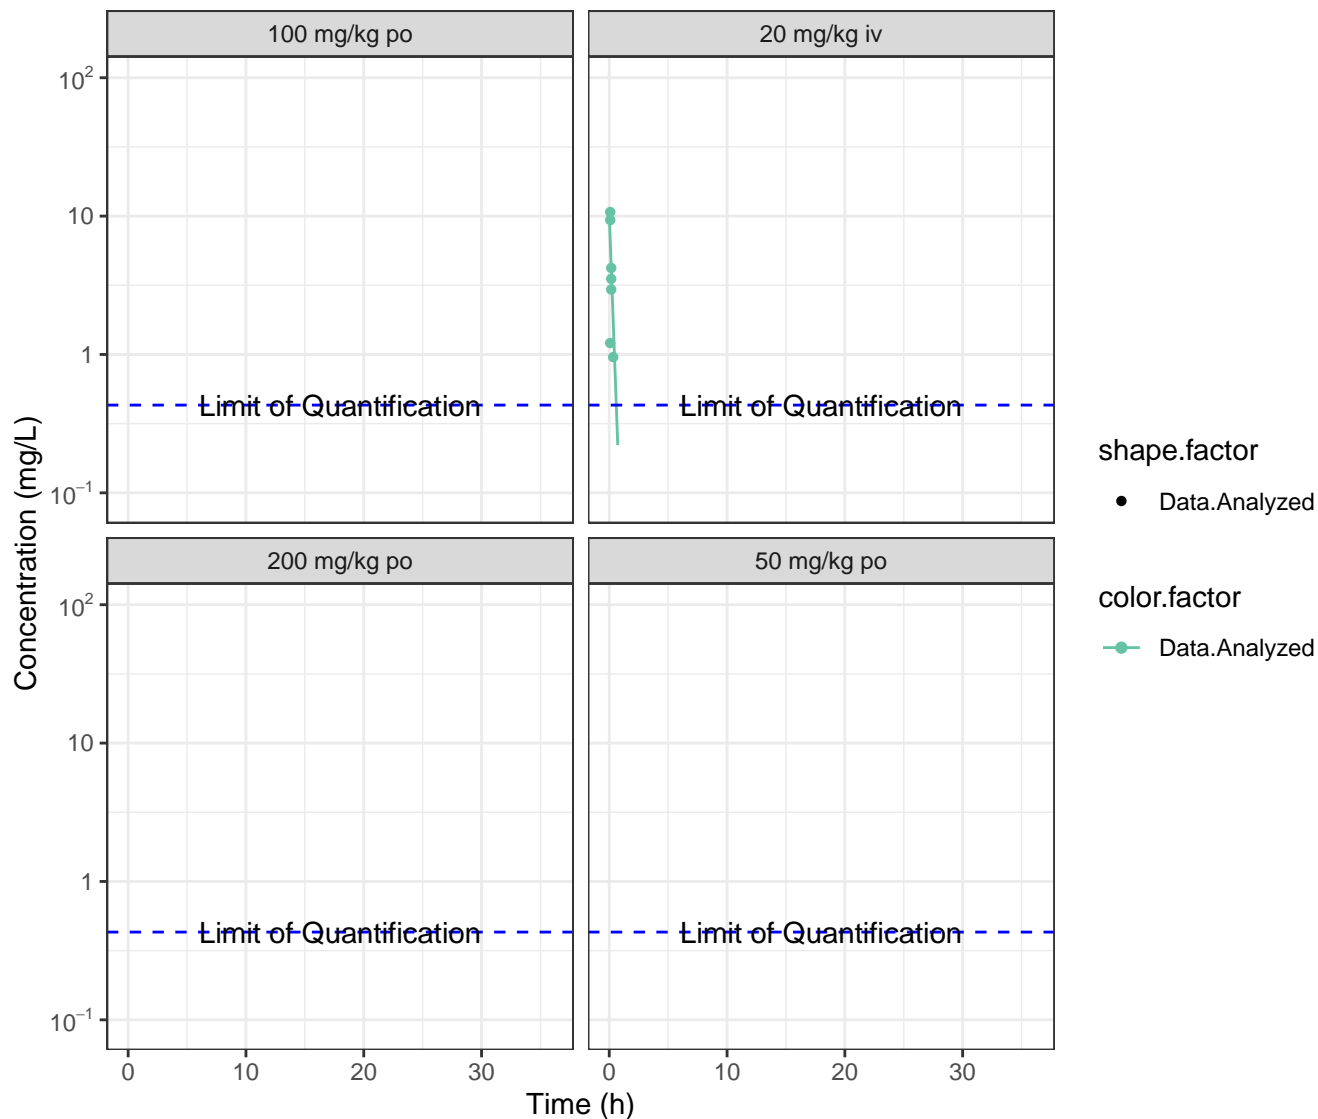 100 mg/kg po
20 mg/kg iv
10²
10
1
10⁻¹
Limit of Quantification
Limit of Quantification
200 mg/kg po
50 mg/kg po
10²
10
1
10⁻¹
Limit of Quantification
Limit of Quantification
0 10 20 30
0 10 20 30
Time (h)
Concentration (mg/L)
shape.factor
Data.Analyzed
color.factor
Data.Analyzed